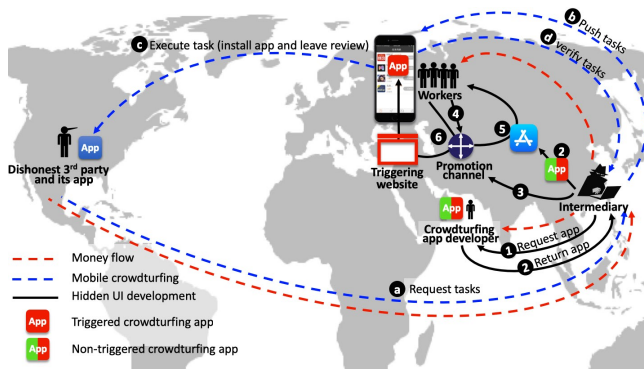 b Push tasks
c Execute task (install app and leave review)
d verify tasks
App
Workers
4
5
6
2
App
App
Dishonest 3rd party
and its app
Triggering
website
Promotion
channel
3
Intermediary
App
Crowdturfing
app developer
1 Request app
2 Return app
a Request tasks
Money flow
Mobile crowdturfing
Hidden UI development
App Triggered crowdturfing app
App Non-triggered crowdturfing app